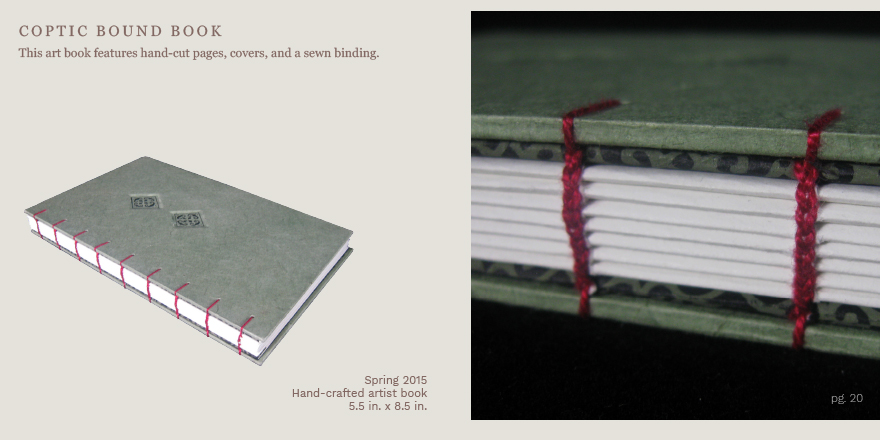 COPTIC BOUND BOOK
This art book features hand-cut pages, covers, and a sewn binding.
Spring 2015
Hand-crafted artist book
5.5 in. x 8.5 in.
pg. 20